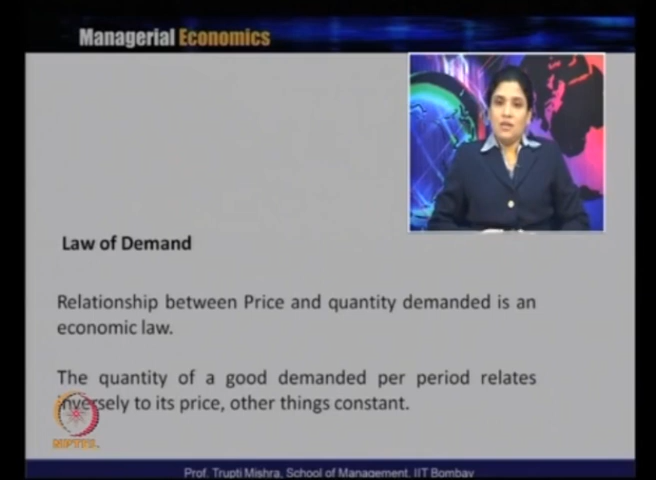 Managerial Economics
Law of Demand
Relationship between Price and quantity demanded is an
economic law.
The quantity of a good demanded per period relates
inversely to its price, other things constant.
NPTEL
Prof. Trupti Mishra, School of Management, IIT Bombay